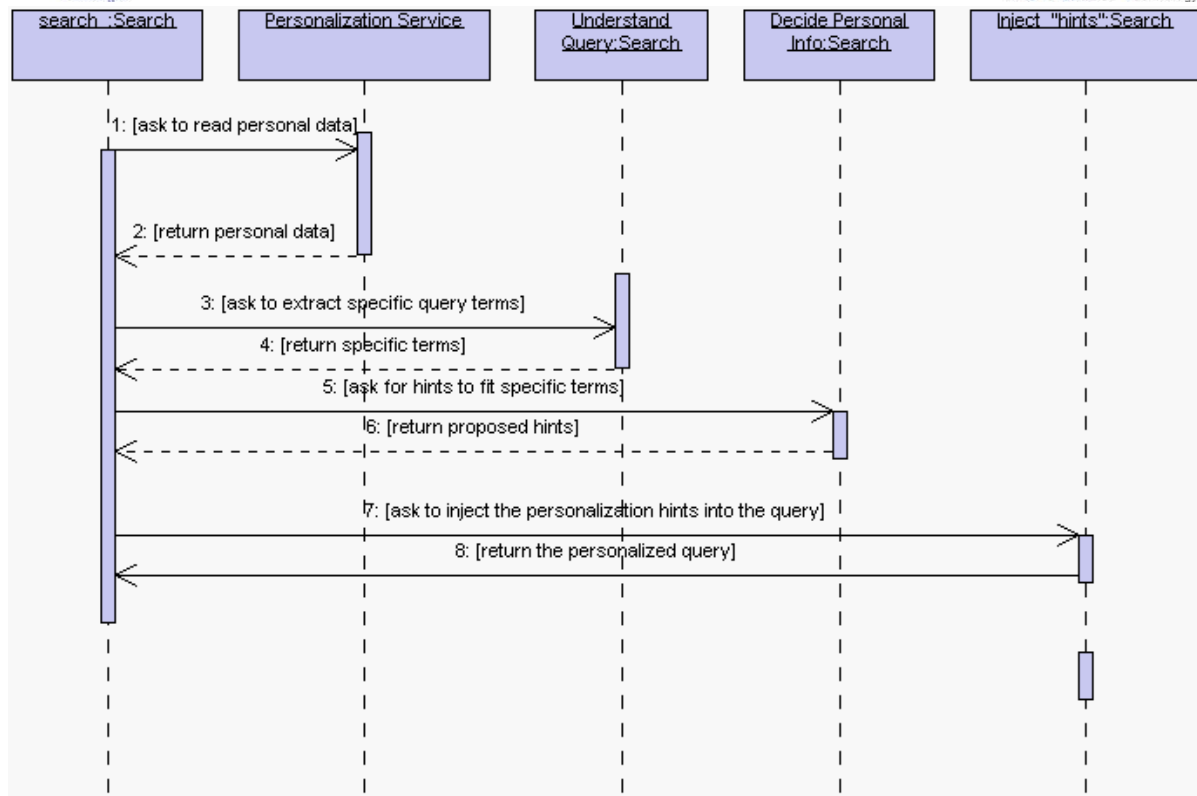 search_:Search
Personalization Service
Understand
Query:Search
Decide Personal
Info:Search
Inject_"hints":Search
1: [ask to read personal data]
2: [return personal data]
3: [ask to extract specific query terms]
4: [return specific terms]
5: [ask for hints to fit specific terms]
6: [return proposed hints]
7: [ask to inject the personalization hints into the query]
8: [return the personalized query]